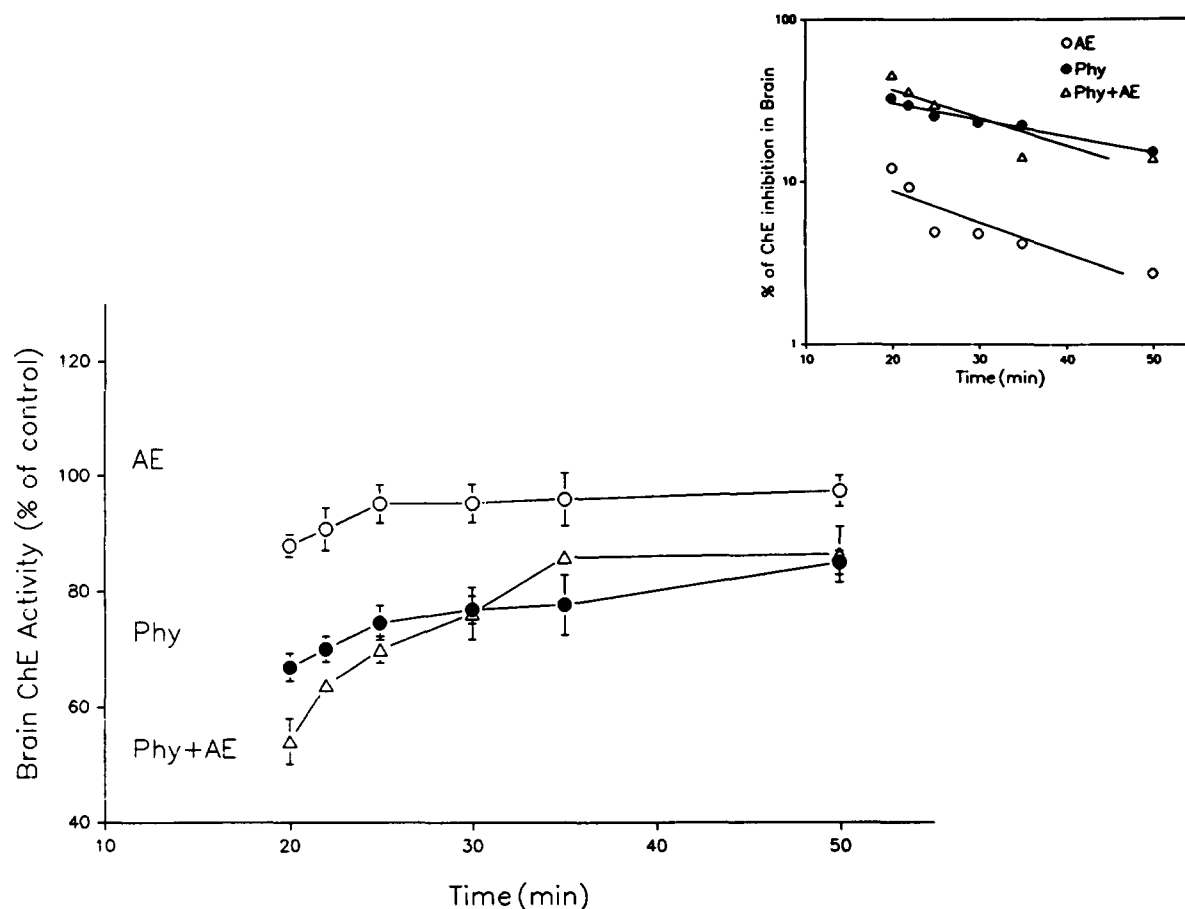 100
○ AE
● Phy
△ Phy+AE
10
1
% of ChE inhibition in Brain
10 20 30 40 50
Time (min)
120
100
80
60
40
Brain ChE Activity (% of control)
AE
Phy
Phy+AE
10 20 30 40 50
Time (min)